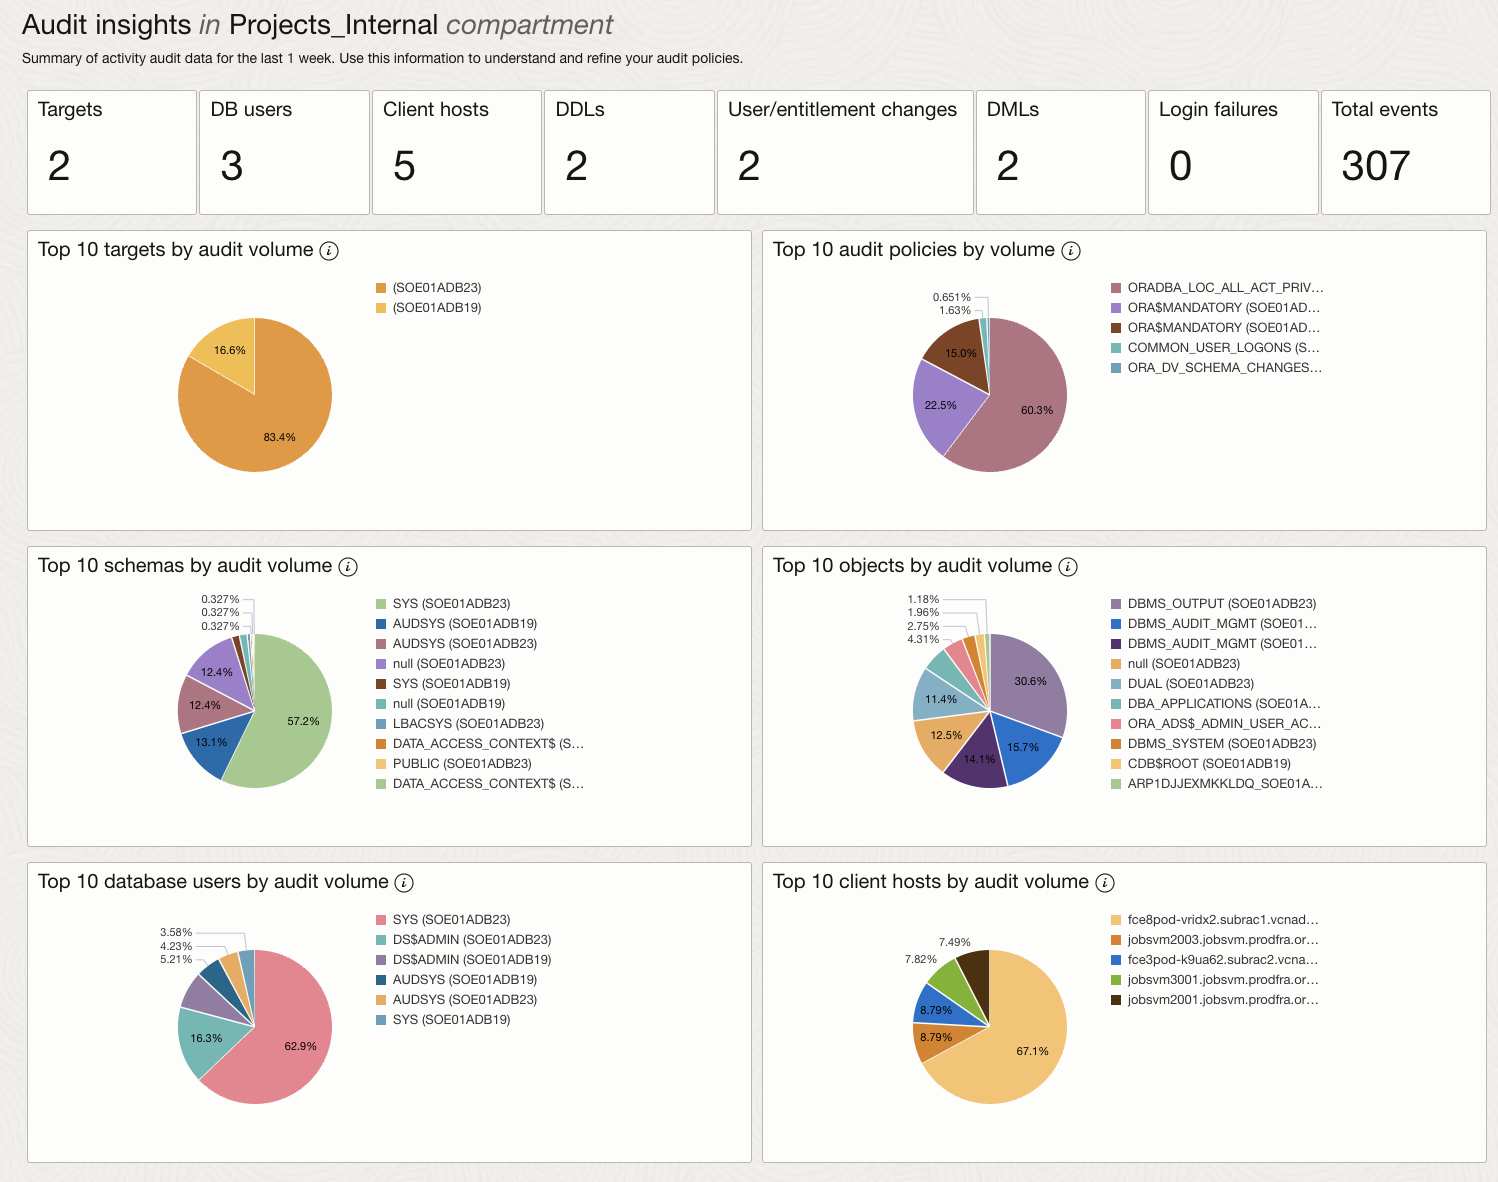 Audit insights in Projects_Internal compartment
Summary of activity audit data for the last 1 week. Use this information to understand and refine your audit policies.
Targets
2
DB users
3
Client hosts
5
DDLs
2
User/entitlement changes
2
DMLs
2
Login failures
0
Total events
307
Top 10 targets by audit volume
(SOE01ADB23)
(SOE01ADB19)
16.6%
83.4%
Top 10 audit policies by volume
ORADBA_LOC_ALL_ACT_PRIV...
ORA$MANDATORY (SOE01AD...
ORA$MANDATORY (SOE01AD...
COMMON_USER_LOGONS (S...
ORA_DV_SCHEMA_CHANGES...
0.651%
1.63%
15.0%
22.5%
60.3%
Top 10 schemas by audit volume
SYS (SOE01ADB23)
AUDSYS (SOE01ADB19)
AUDSYS (SOE01ADB23)
null (SOE01ADB23)
SYS (SOE01ADB19)
null (SOE01ADB19)
LBACSYS (SOE01ADB23)
DATA_ACCESS_CONTEXT$ (S...
PUBLIC (SOE01ADB23)
DATA_ACCESS_CONTEXT$ (S...
0.327%
0.327%
0.327%
12.4%
12.4%
13.1%
57.2%
Top 10 objects by audit volume
DBMS_OUTPUT (SOE01ADB23)
DBMS_AUDIT_MGMT (SOE01...
DBMS_AUDIT_MGMT (SOE01...
null (SOE01ADB23)
DUAL (SOE01ADB23)
DBA_APPLICATIONS (SOE01A...
ORA_ADS$_ADMIN_USER_AC...
DBMS_SYSTEM (SOE01ADB23)
CDB$ROOT (SOE01ADB19)
ARP1DJJEXMKKLDQ_SOE01A...
1.18%
1.96%
2.75%
4.31%
11.4%
12.5%
14.1%
15.7%
30.6%
Top 10 database users by audit volume
SYS (SOE01ADB23)
DS$ADMIN (SOE01ADB23)
DS$ADMIN (SOE01ADB19)
AUDSYS (SOE01ADB19)
AUDSYS (SOE01ADB23)
SYS (SOE01ADB19)
3.58%
4.23%
5.21%
16.3%
62.9%
Top 10 client hosts by audit volume
fce8pod-vridx2.subrac1.vcnad...
jobsvm2003.jobsvm.prodfra.or...
fce3pod-k9ua62.subrac2.vcna...
jobsvm3001.jobsvm.prodfra.or...
jobsvm2001.jobsvm.prodfra.or...
7.49%
7.82%
8.79%
8.79%
67.1%